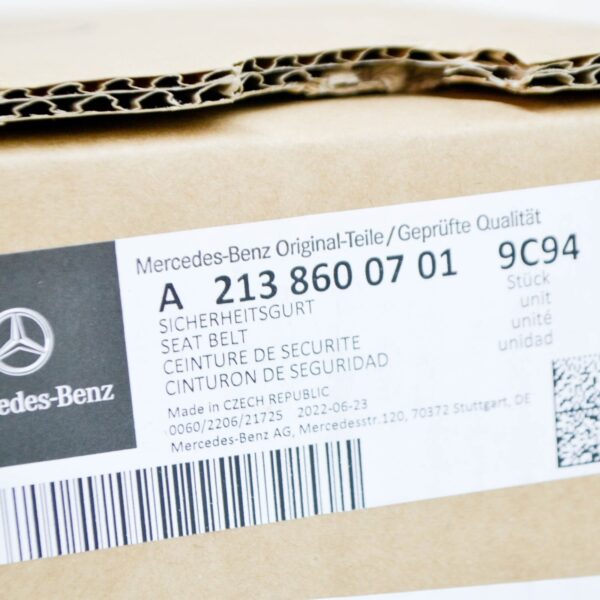 Mercedes-Benz Original-Teile/Geprüfte Qualität
A 213 860 07 01 9C94
SICHERHEITSGURT
SEAT BELT
CEINTURE DE SECURITE
CINTURON DE SEGURIDAD
Stück
unit
unité
unidad
Made in CZECH REPUBLIC
0060/2206/21725 2022-06-23
Mercedes-Benz AG, Mercedesstr.120, 70372 Stuttgart, DE
edes-Benz